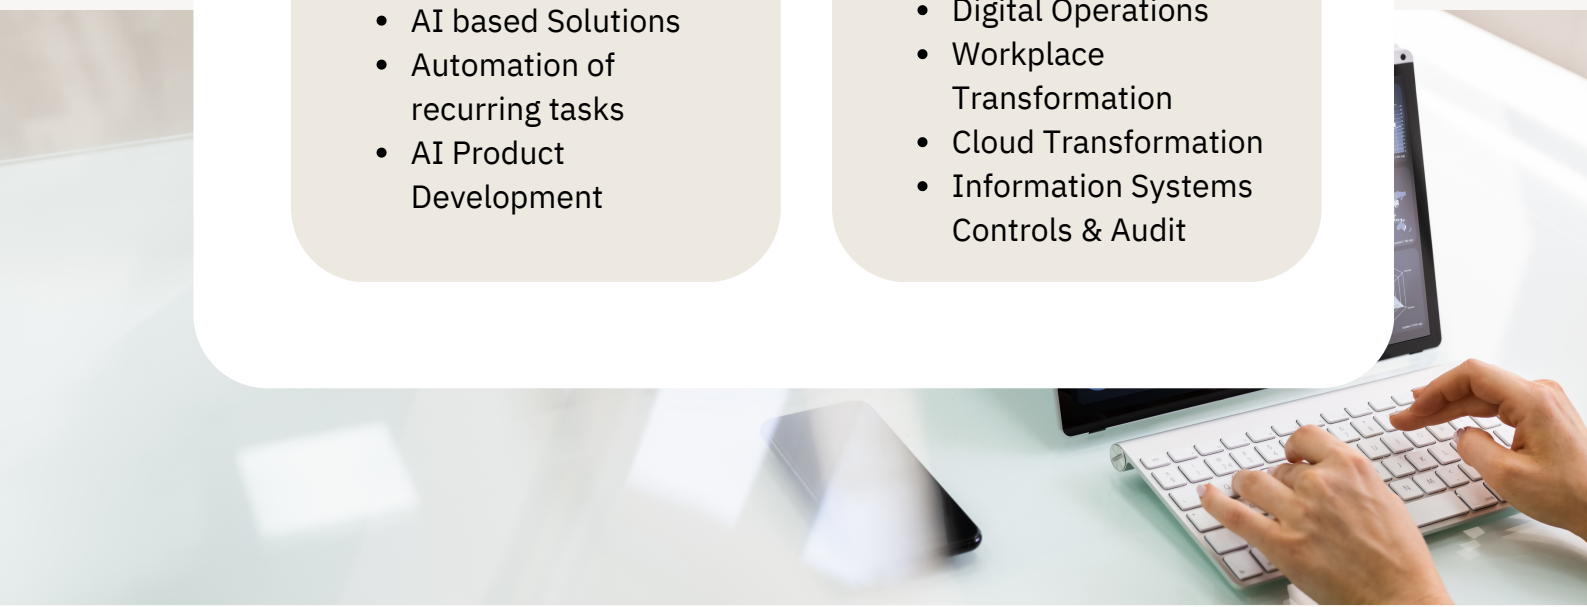 • AI based Solutions
• Automation of
recurring tasks
• AI Product
Development
Digital Operations
• Workplace
Transformation
• Cloud Transformation
• Information Systems
Controls & Audit